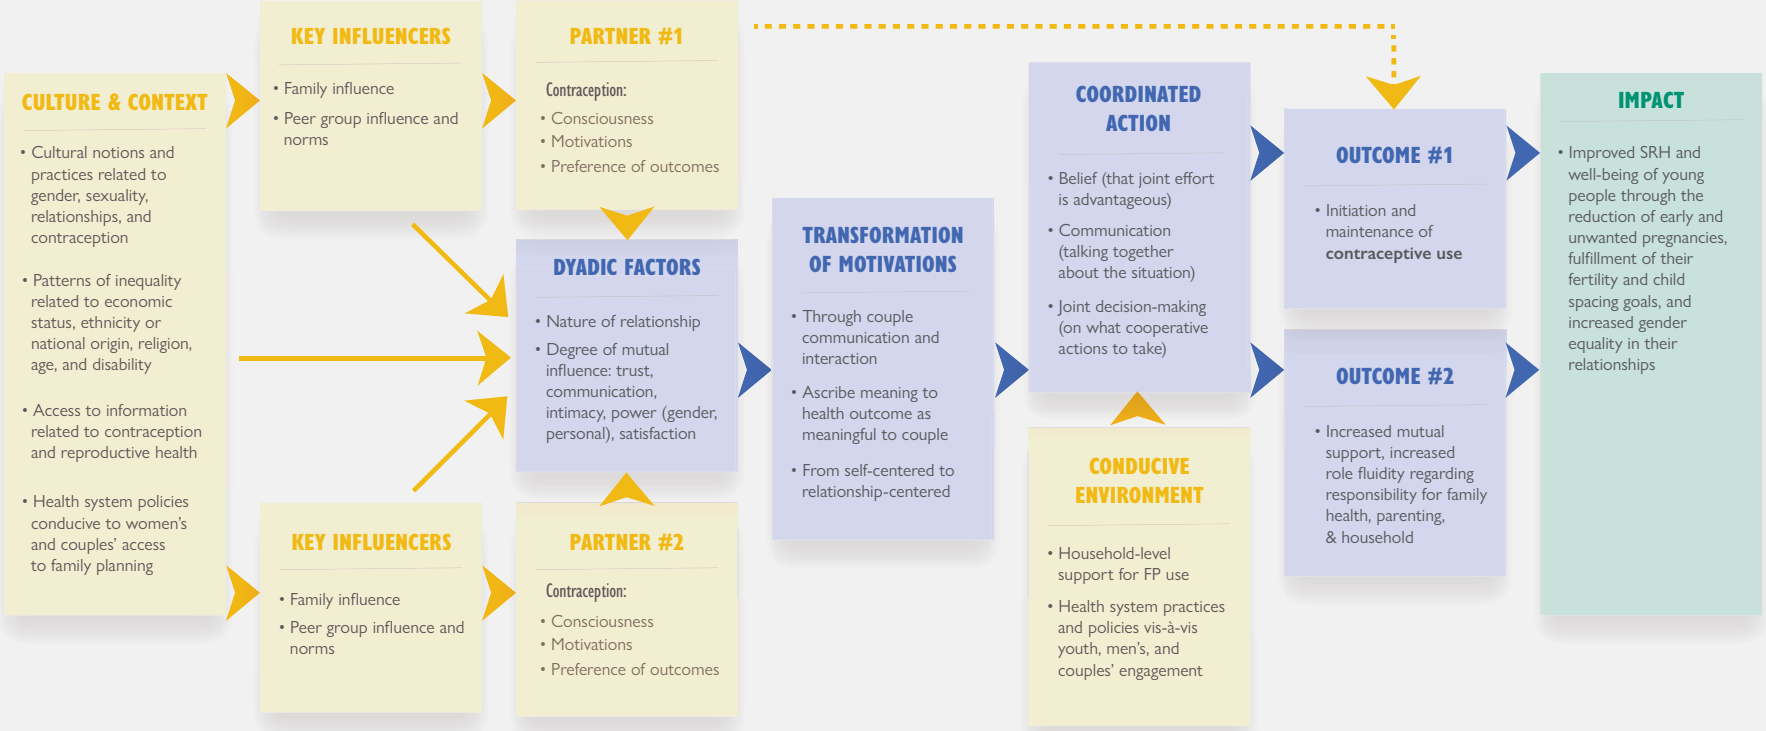 CULTURE & CONTEXT
• Cultural notions and
practices related to
gender, sexuality,
relationships, and
contraception
• Patterns of inequality
related to economic
status, ethnicity or
national origin, religion,
age, and disability
• Access to information
related to contraception
and reproductive health
• Health system policies
conducive to women’s
and couples’ access
to family planning
KEY INFLUENCERS
• Family influence
• Peer group influence and
norms
KEY INFLUENCERS
• Family influence
• Peer group influence and
norms
PARTNER #1
Contraception:
• Consciousness
• Motivations
• Preference of outcomes
DYADIC FACTORS
• Nature of relationship
• Degree of mutual
influence: trust,
communication,
intimacy, power (gender,
personal), satisfaction
PARTNER #2
Contraception:
• Consciousness
• Motivations
• Preference of outcomes
TRANSFORMATION
OF MOTIVATIONS
• Through couple
communication and
interaction
• Ascribe meaning to
health outcome as
meaningful to couple
• From self-centered to
relationship-centered
COORDINATED
ACTION
• Belief (that joint effort
is advantageous)
• Communication
(talking together
about the situation)
• Joint decision-making
(on what cooperative
actions to take)
CONDUCIVE
ENVIRONMENT
• Household-level
support for FP use
• Health system practices
and policies vis-à-vis
youth, men’s, and
couples’ engagement
OUTCOME #1
• Initiation and
maintenance of
contraceptive use
OUTCOME #2
• Increased mutual
support, increased
role fluidity regarding
responsibility for family
health, parenting,
& household
IMPACT
• Improved SRH and
well-being of young
people through the
reduction of early and
unwanted pregnancies,
fulfillment of their
fertility and child
spacing goals, and
increased gender
equality in their
relationships